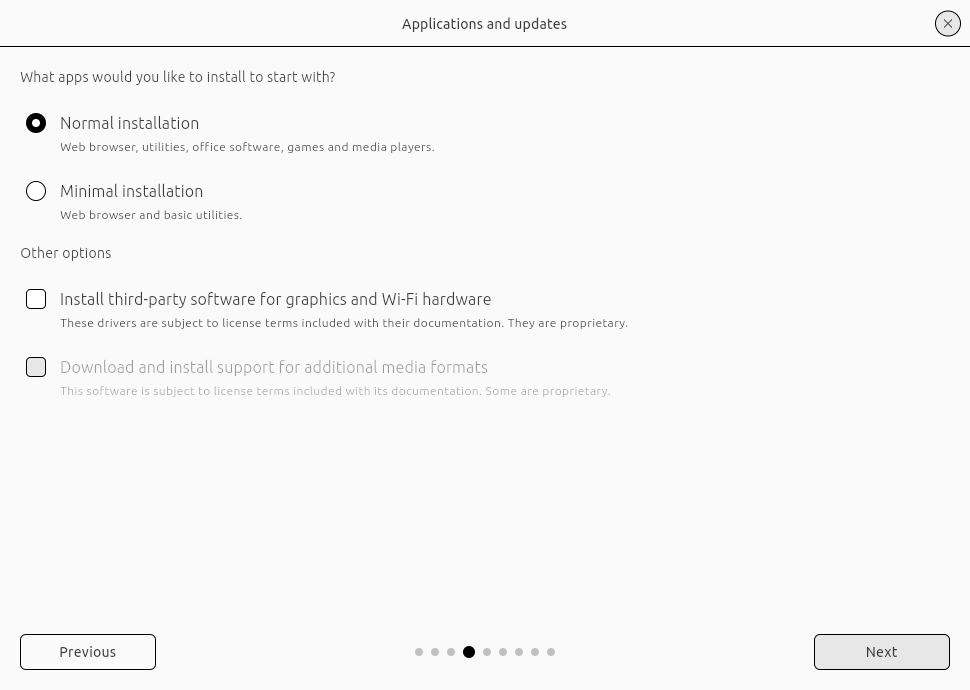 Applications and updates
What apps would you like to install to start with?
Normal installation
Web browser, utilities, office software, games and media players.
Minimal installation
Web browser and basic utilities.
Other options
Install third-party software for graphics and Wi-Fi hardware
These drivers are subject to license terms included with their documentation. They are proprietary.
Download and install support for additional media formats
This software is subject to license terms included with its documentation. Some are proprietary.
Previous
Next